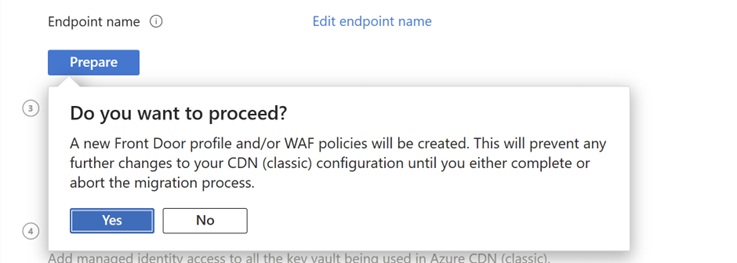 Endpoint name Edit endpoint name
Prepare
3
Do you want to proceed?
A new Front Door profile and/or WAF policies will be created. This will prevent any
further changes to your CDN (classic) configuration until you either complete or
abort the migration process.
Yes No
4
Add managed identity access to all the key vault being used in Azure CDN (classic).